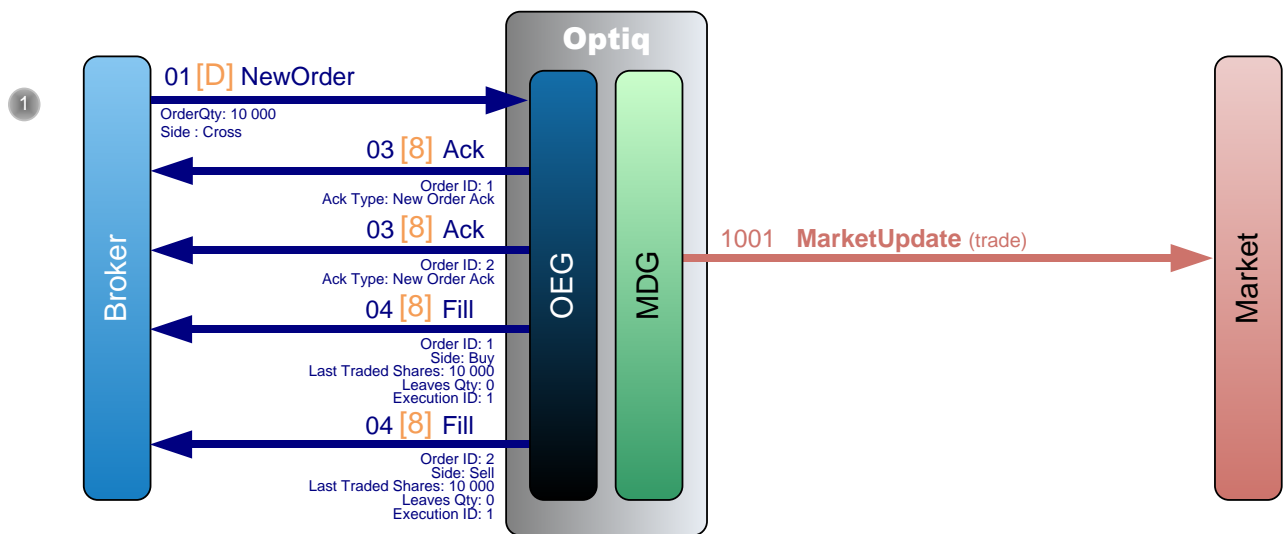 Optiq
1
01 [D] NewOrder
OrderQty: 10 000
Side : Cross
03 [8] Ack
Order ID: 1
Ack Type: New Order Ack
03 [8] Ack
Order ID: 2
Ack Type: New Order Ack
04 [8] Fill
Order ID: 1
Side: Buy
Last Traded Shares: 10 000
Leaves Qty: 0
Execution ID: 1
04 [8] Fill
Order ID: 2
Side: Sell
Last Traded Shares: 10 000
Leaves Qty: 0
Execution ID: 1
Broker
OEG
MDG
1001 MarketUpdate (trade)
Market